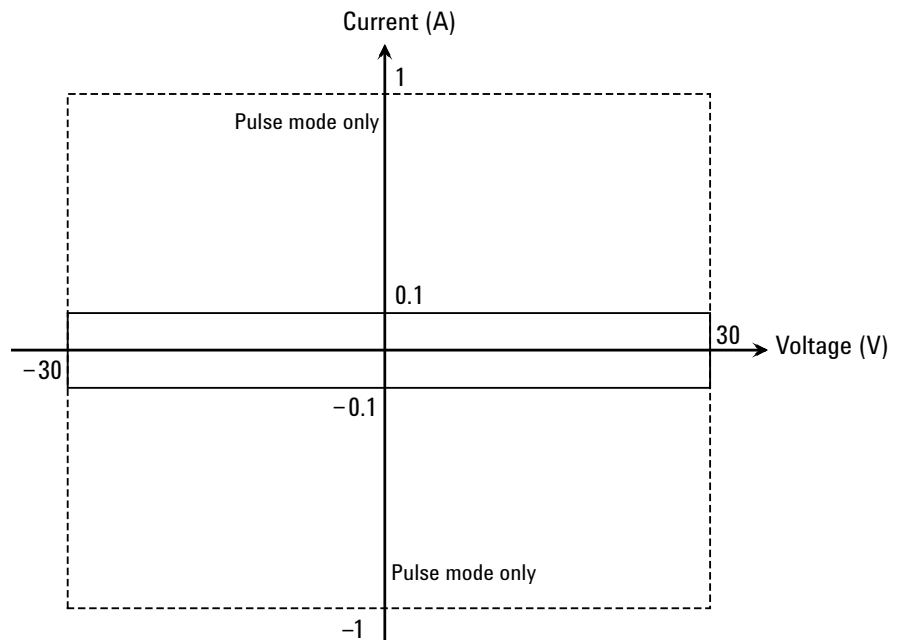 Current (A)
1
Pulse mode only
0.1
30
Voltage (V)
–30
–0.1
Pulse mode only
–1